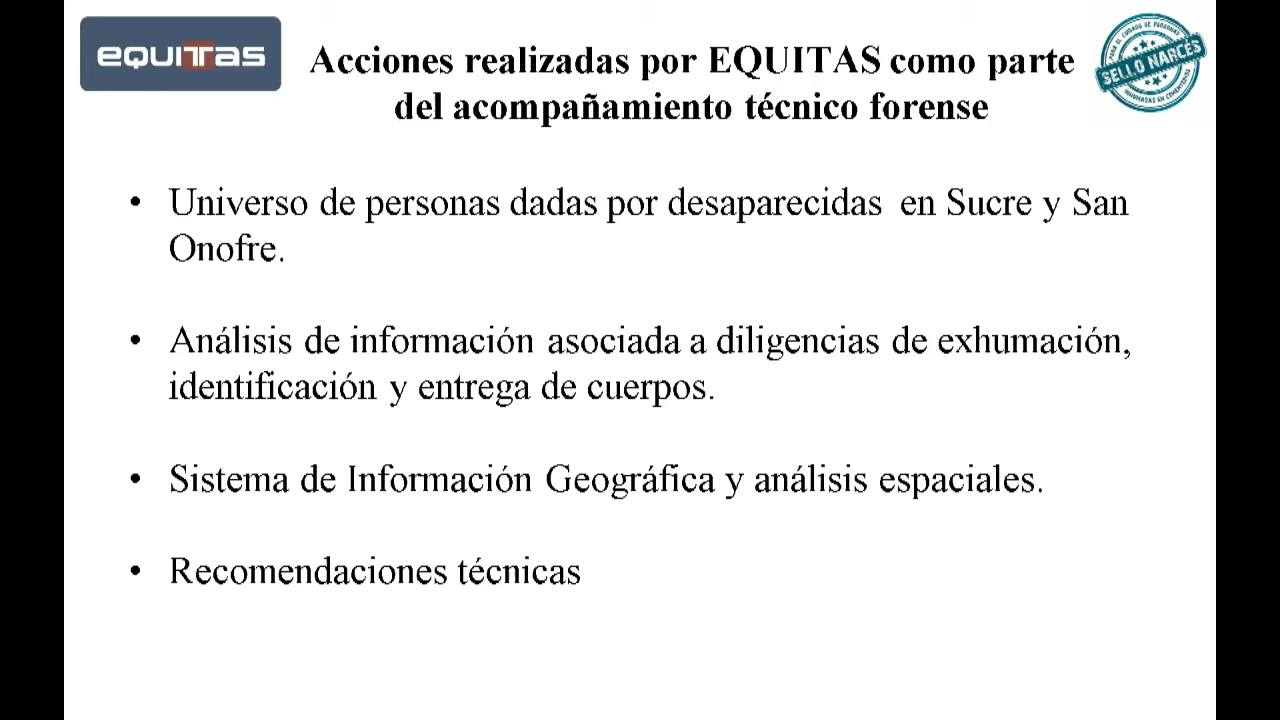 EQUITAS
Acciones realizadas por EQUITAS como parte
del acompañamiento técnico forense
SELLO NARCÉS
• Universo de personas dadas por desaparecidas en Sucre y San
Onofre.
• Análisis de información asociada a diligencias de exhumación,
identificación y entrega de cuerpos.
• Sistema de Información Geográfica y análisis espaciales.
• Recomendaciones técnicas